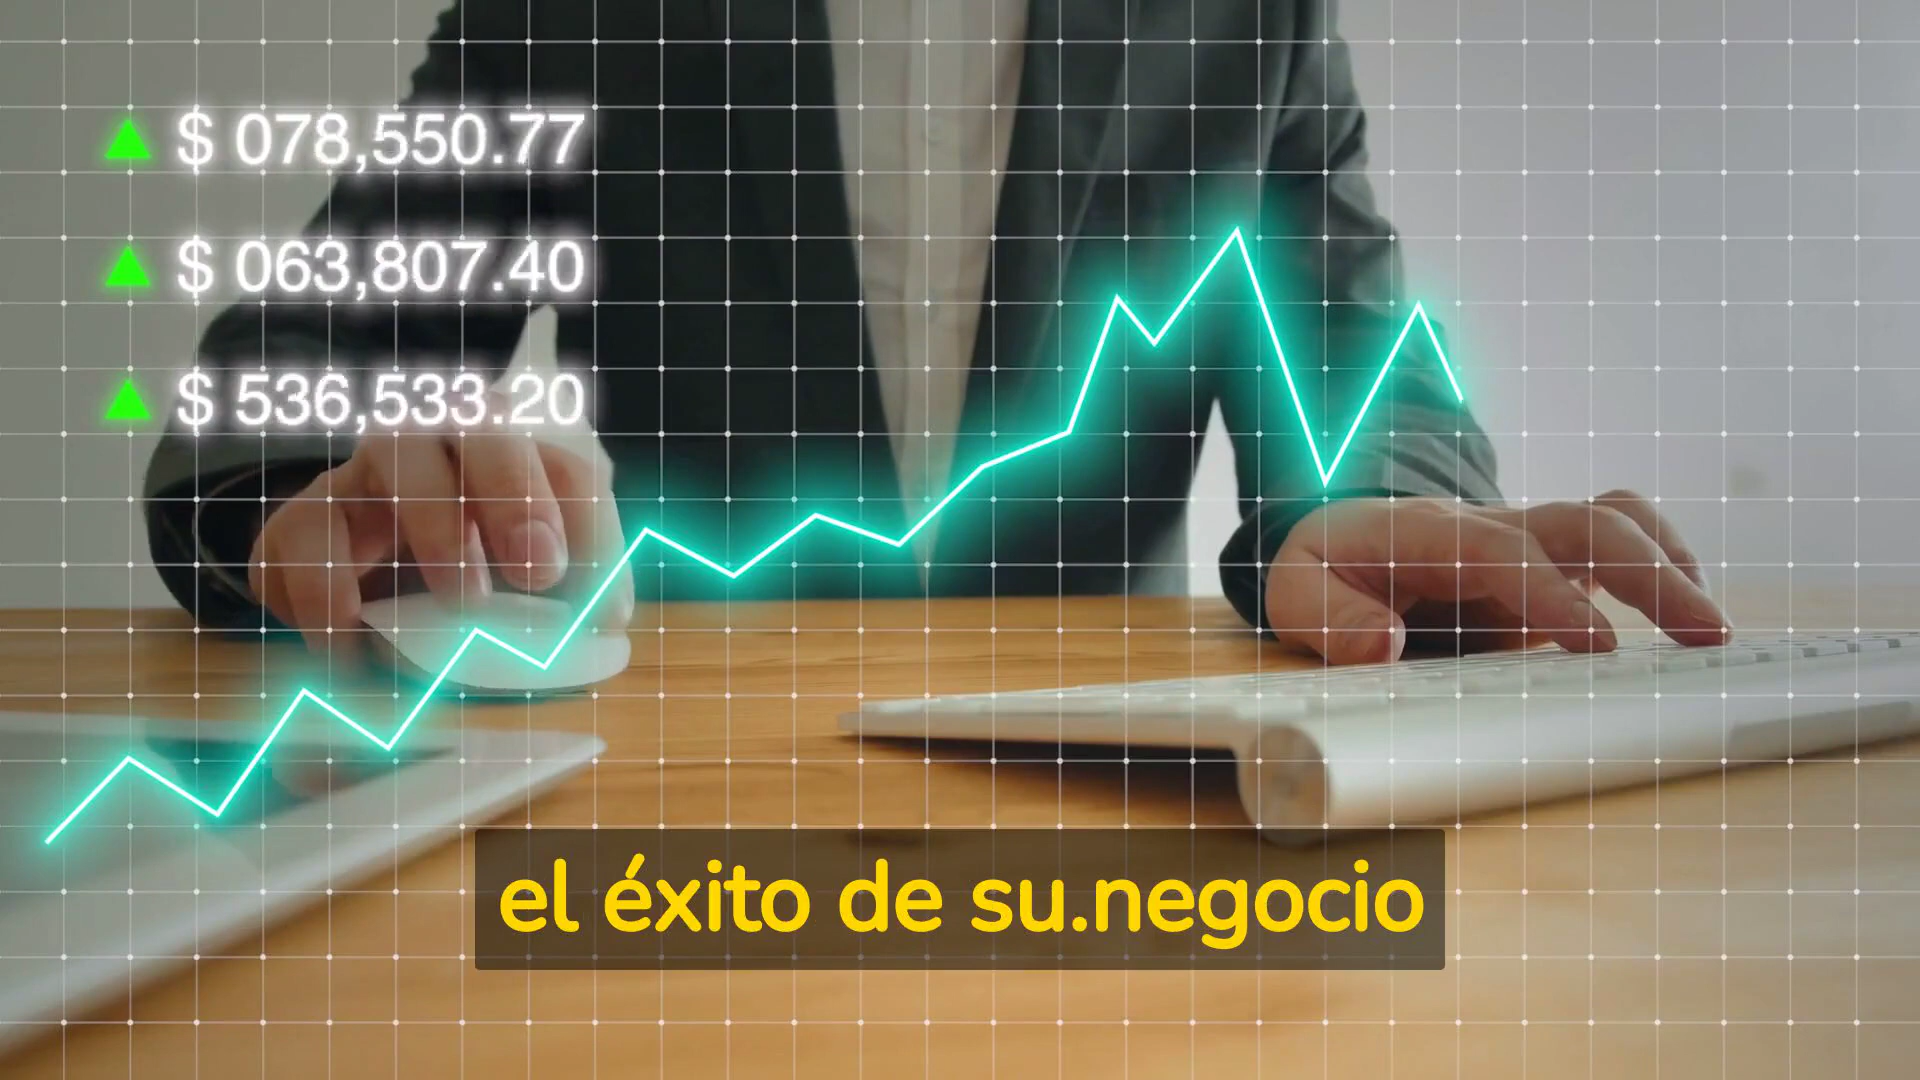 $ 078,550.77
$ 063,807.40
$ 536,533.20
el éxito de su.negocio